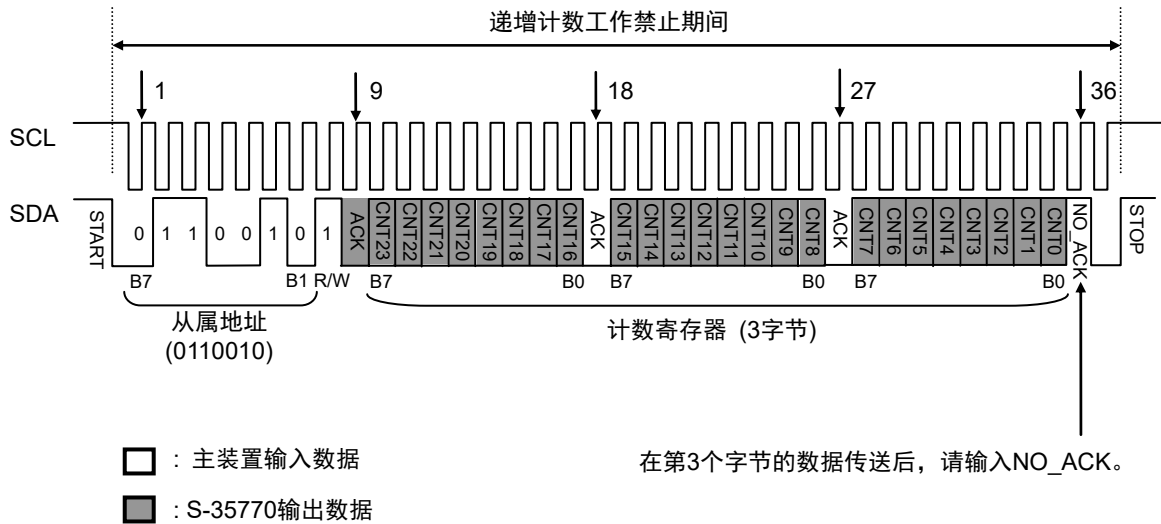 递增计数工作禁止期间
1 9 18 27 36
SCL
SDA
START 0 1 1 0 0 1 0 1 ACK CNT23 CNT22 CNT21 CNT20 CNT19 CNT18 CNT17 CNT16 ACK CNT15 CNT14 CNT13 CNT12 CNT11 CNT10 CNT9 CNT8 ACK CNT7 CNT6 CNT5 CNT4 CNT3 CNT2 CNT1 CNT0 NO_ACK STOP
B7 B1 R/W B7 B0 B7 B0 B7 B0
从属地址
(0110010)
计数寄存器 (3字节)
: 主装置输入数据
: S-35770输出数据
在第3个字节的数据传送后，请输入NO_ACK。